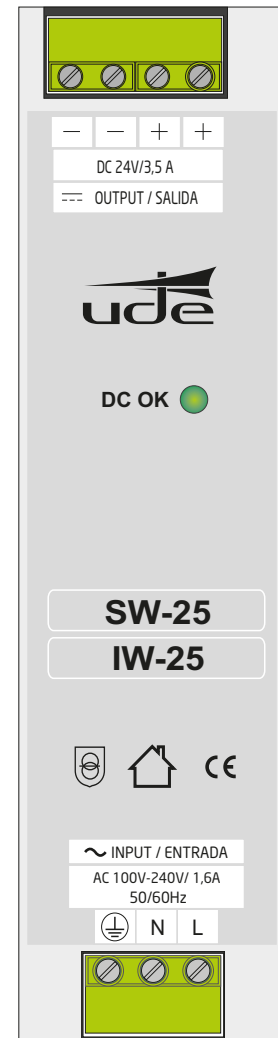 — — + +
DC 24V/3,5 A
OUTPUT / SALIDA
ude
DC OK
SW-25
IW-25
CE
INPUT / ENTRADA
AC 100V-240V/ 1,6A
50/60Hz
N L